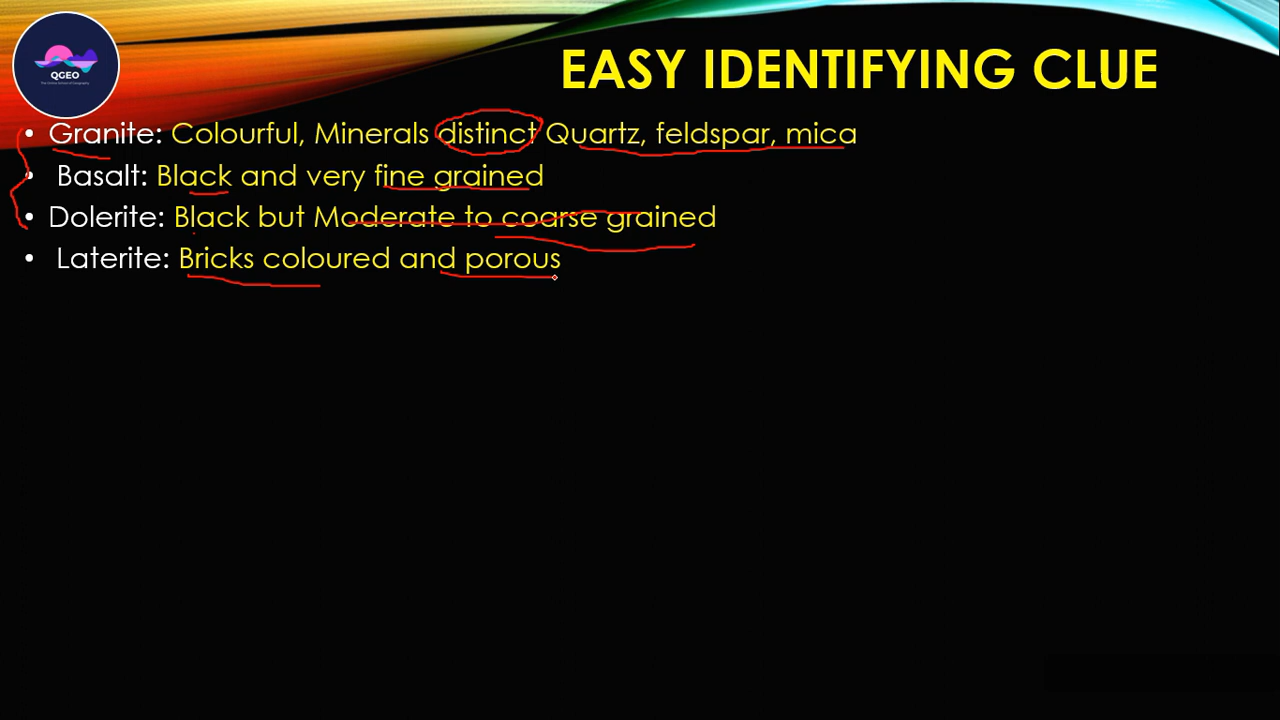 QGEO
EASY IDENTIFYING CLUE
• Granite: Colourful, Minerals distinct Quartz, feldspar, mica
• Basalt: Black and very fine grained
• Dolerite: Black but Moderate to coarse grained
• Laterite: Bricks coloured and porous